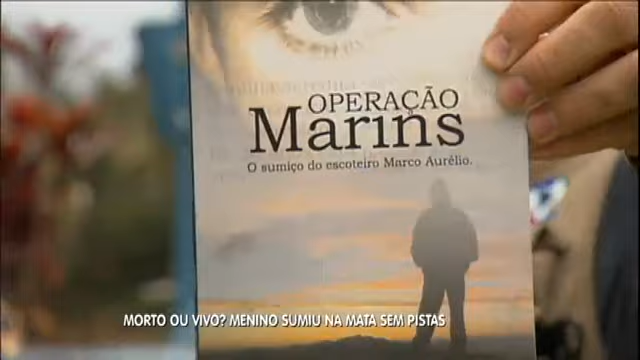 OPERAÇÃO
Marins
O sumiço do escoteiro Marco Aurélio.
MORTO OU VIVO? MENINO SUMIU NA MATA SEM PISTAS